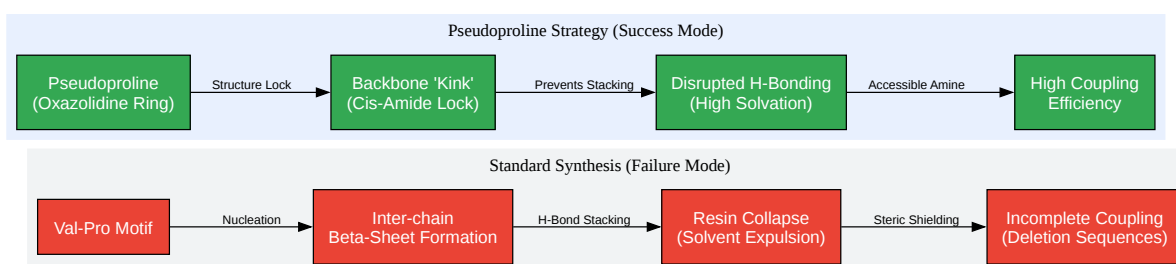 Pseudoproline Strategy (Success Mode)
Pseudoproline
(Oxazolidine Ring)
Structure Lock
Backbone 'Kink'
(Cis-Amide Lock)
Prevents Stacking
Disrupted H-Bonding
(High Solvation)
Accessible Amine
High Coupling
Efficiency
Standard Synthesis (Failure Mode)
Val-Pro Motif
Nucleation
Inter-chain
Beta-Sheet Formation
H-Bond Stacking
Resin Collapse
(Solvent Expulsion)
Steric Shielding
Incomplete Coupling
(Deletion Sequences)